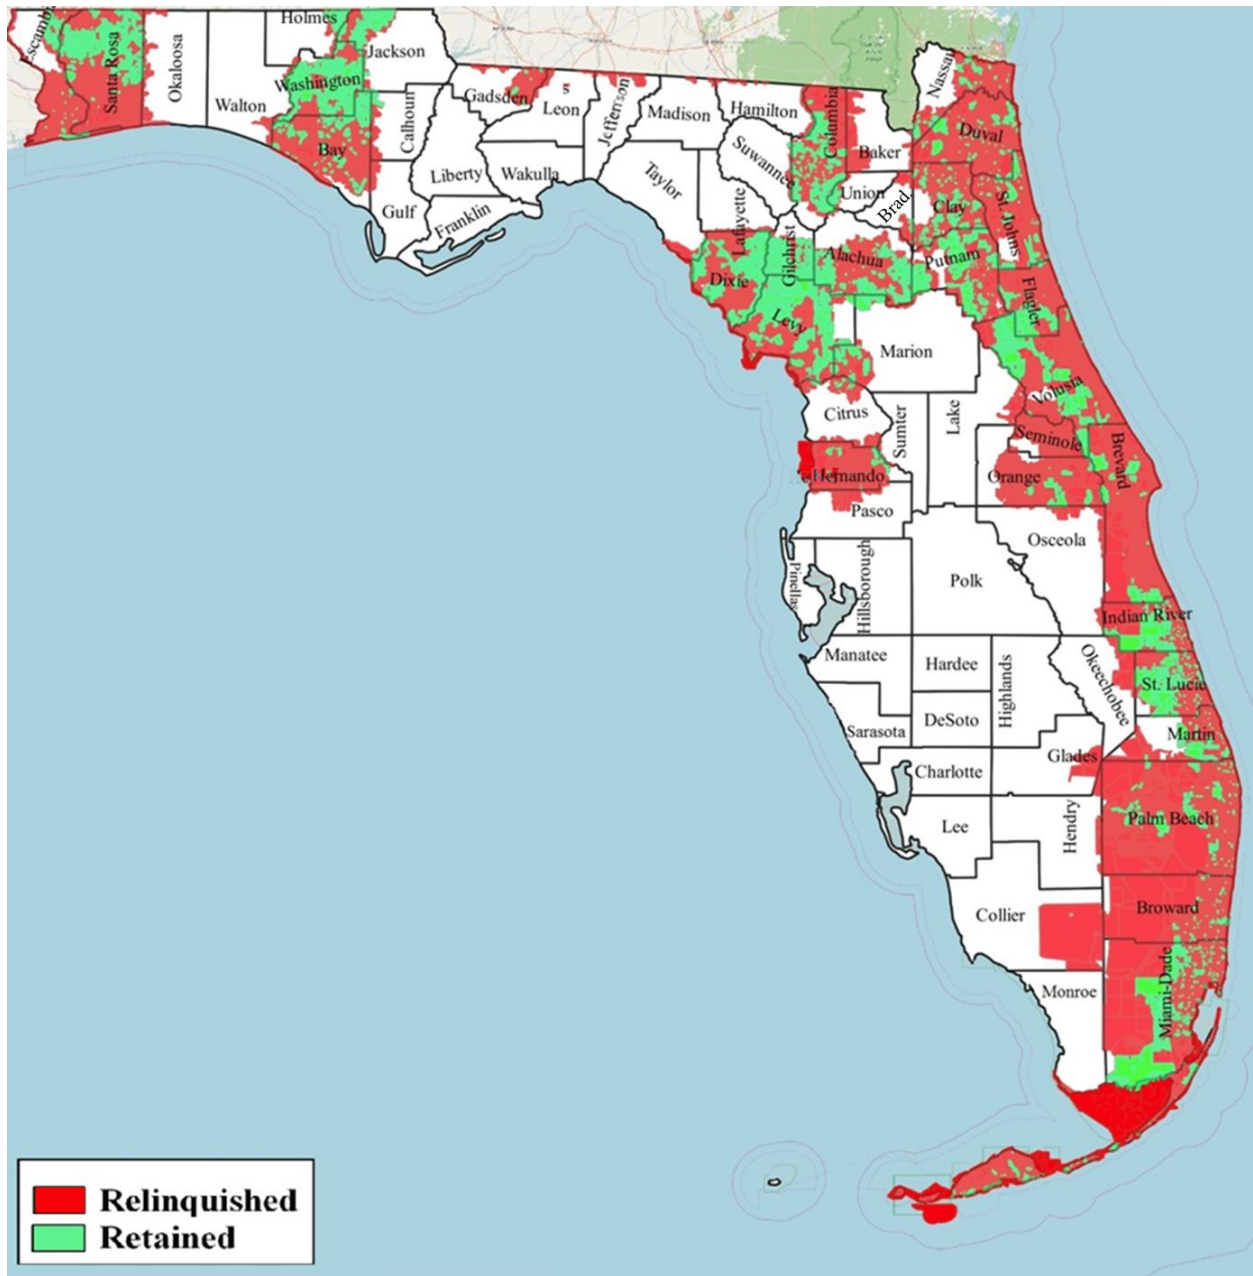 Escambia
Santa Rosa
Okaloosa
Walton
Holmes
Washington
Bay
Jackson
Calhoun
Gulf
Liberty
Franklin
Gadsden
Leon
Wakulla
Jefferson
Madison
Taylor
Hamilton
Suwannee
Lafayette
Columbia
Baker
Union
Brad.
Nassau
Duval
Clay
St. Johns
Dixie
Gilchrist
Alachua
Putnam
Flagler
Levy
Marion
Volusia
Citrus
Sumter
Lake
Seminole
Brevard
Hernando
Orange
Pasco
Osceola
Pinellas
Hillsborough
Polk
Indian River
Manatee
Hardee
Highlands
Okeechobee
St. Lucie
Sarasota
DeSoto
Martin
Charlotte
Glades
Lee
Hendry
Palm Beach
Collier
Broward
Monroe
Miami-Dade
Relinquished
Retained